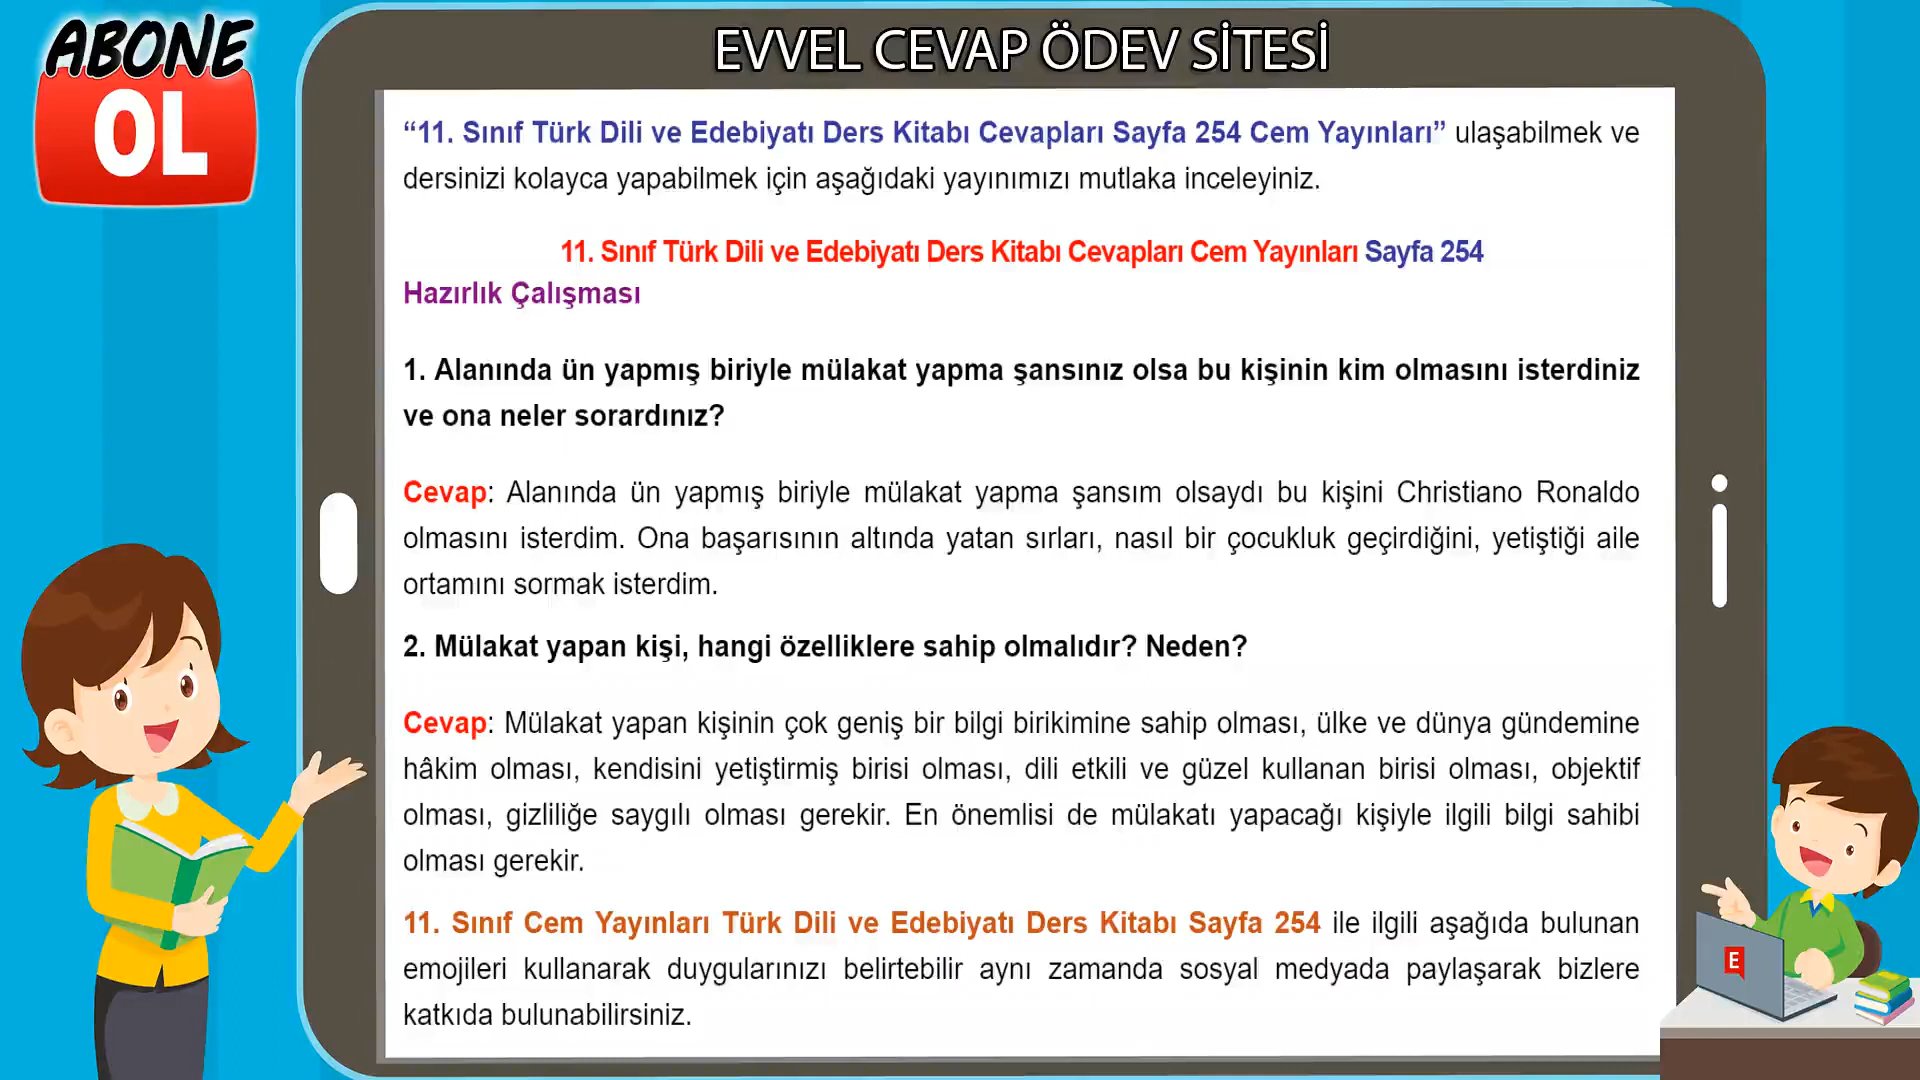 ABONE
OL
EVVEL CEVAP ÖDEV SİTESİ
“11. Sınıf Türk Dili ve Edebiyatı Ders Kitabı Cevapları Sayfa 254 Cem Yayınları” ulaşabilmek ve
dersinizi kolayca yapabilmek için aşağıdaki yayınımızı mutlaka inceleyiniz.
11. Sınıf Türk Dili ve Edebiyatı Ders Kitabı Cevapları Cem Yayınları Sayfa 254
Hazırlık Çalışması
1. Alanında ün yapmış biriyle mülakat yapma şansınız olsa bu kişinin kim olmasını isterdiniz
ve ona neler sorardınız?
Cevap: Alanında ün yapmış biriyle mülakat yapma şansım olsaydı bu kişini Christiano Ronaldo
olmasını isterdim. Ona başarısının altında yatan sırları, nasıl bir çocukluk geçirdiğini, yetiştiği aile
ortamını sormak isterdim.
2. Mülakat yapan kişi, hangi özelliklere sahip olmalıdır? Neden?
Cevap: Mülakat yapan kişinin çok geniş bir bilgi birikimine sahip olması, ülke ve dünya gündemine
hâkim olması, kendisini yetiştirmiş birisi olması, dili etkili ve güzel kullanan birisi olması, objektif
olması, gizliliğe saygılı olması gerekir. En önemlisi de mülakatı yapacağı kişiyle ilgili bilgi sahibi
olması gerekir.
11. Sınıf Cem Yayınları Türk Dili ve Edebiyatı Ders Kitabı Sayfa 254 ile ilgili aşağıda bulunan
emojileri kullanarak duygularınızı belirtebilir aynı zamanda sosyal medyada paylaşarak bizlere
katkıda bulunabilirsiniz.
E